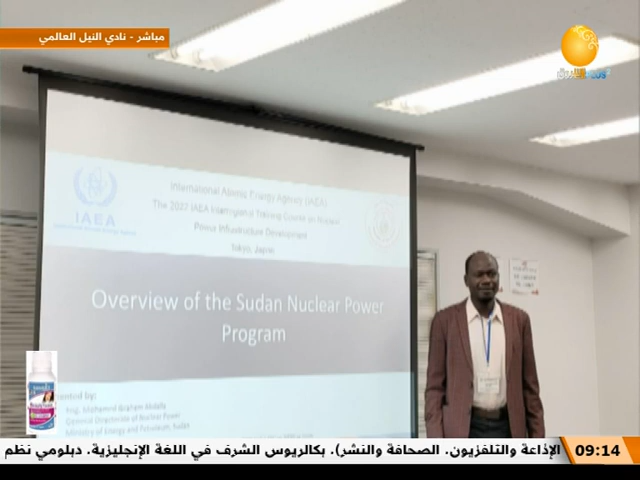 مباشر - نادي النيل العالمي
IAEA
International Atomic Energy Agency (IAEA)
The 2022 IAEA Interregional Training Course on Nuclear
Power Infrastructure Development
Tokyo, Japan
Overview of the Sudan Nuclear Power
Program
by:
Eng. Mohamed
General Directorate of Nuclear Power
Ministry of Energy and Petroleum,
الإذاعة والتلفزيون. الصحافة والنشر). بكالريوس الشرف في اللغة الإنجليزية. دبلومي نظم
09:14